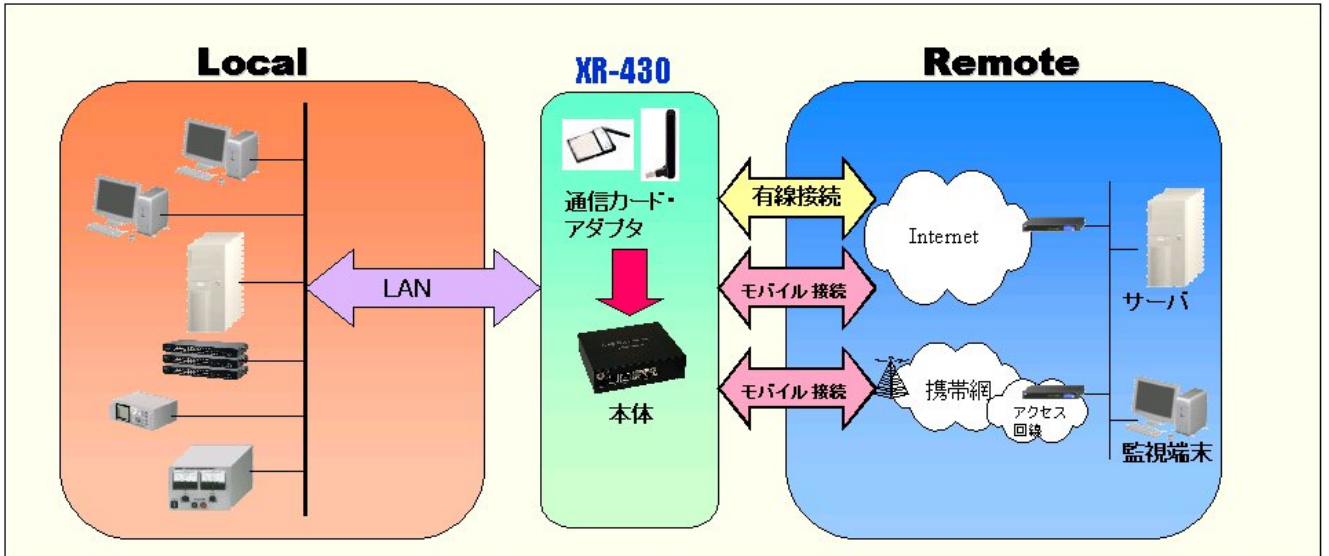 Local
XR-430
Remote
通信カード・
アダプタ
本体
LAN
有線接続
モバイル接続
モバイル接続
Internet
携帯網
アクセス
回線
サーバ
監視端末